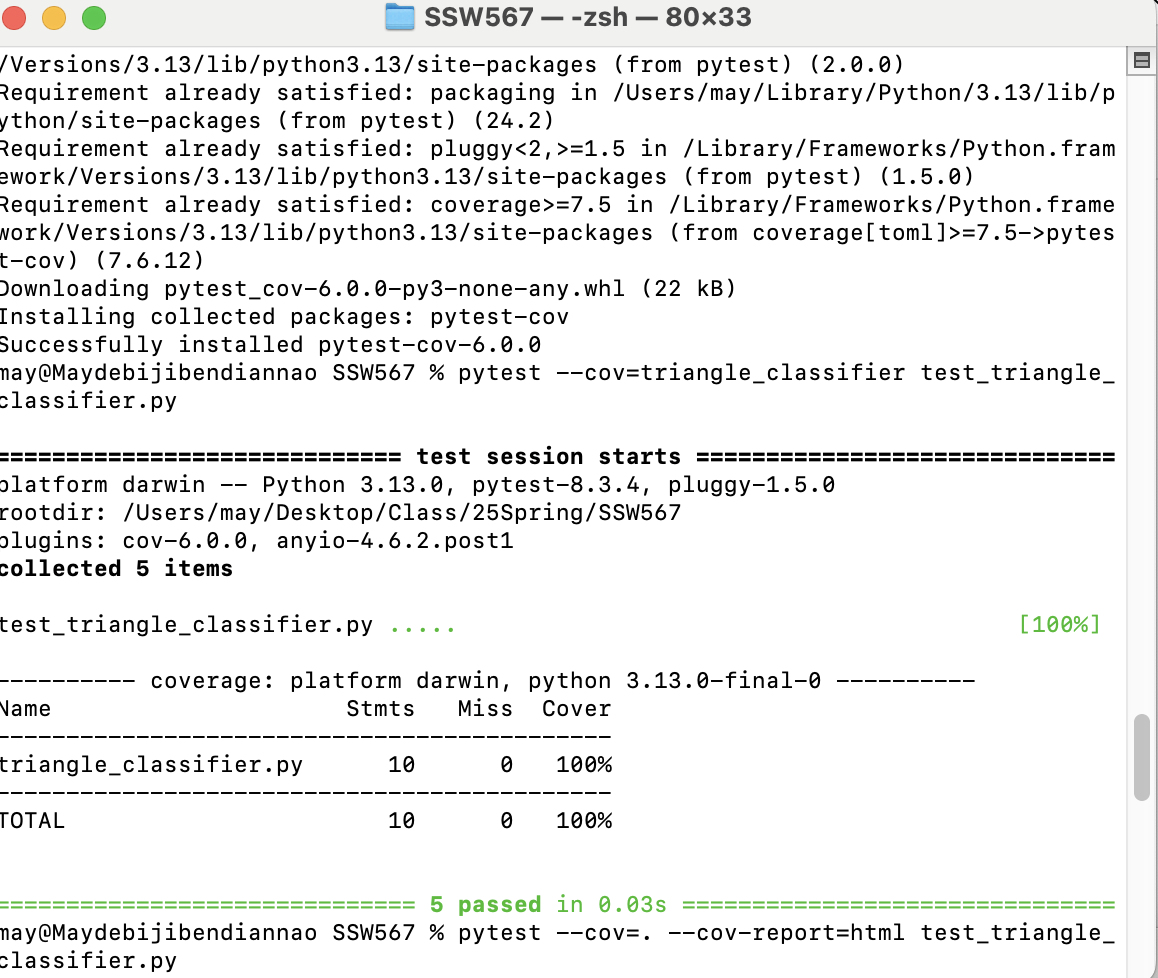 SSW567 — -zsh — 80×33
/Versions/3.13/lib/python3.13/site-packages (from pytest) (2.0.0)
Requirement already satisfied: packaging in /Users/may/Library/Python/3.13/lib/p
ython/site-packages (from pytest) (24.2)
Requirement already satisfied: pluggy<2,>=1.5 in /Library/Frameworks/Python.fram
ework/Versions/3.13/lib/python3.13/site-packages (from pytest) (1.5.0)
Requirement already satisfied: coverage>=7.5 in /Library/Frameworks/Python.frame
work/Versions/3.13/lib/python3.13/site-packages (from coverage[toml]>=7.5->pytes
t-cov) (7.6.12)
Downloading pytest_cov-6.0.0-py3-none-any.whl (22 kB)
Installing collected packages: pytest-cov
Successfully installed pytest-cov-6.0.0
may@Maydebijibendiannao SSW567 % pytest --cov=triangle_classifier test_triangle_
classifier.py
============================= test session starts ==============================
platform darwin -- Python 3.13.0, pytest-8.3.4, pluggy-1.5.0
rootdir: /Users/may/Desktop/Class/25Spring/SSW567
plugins: cov-6.0.0, anyio-4.6.2.post1
collected 5 items
test_triangle_classifier.py ..... [100%]
---------- coverage: platform darwin, python 3.13.0-final-0 ----------
Name Stmts Miss Cover
--------------------------------------------
triangle_classifier.py 10 0 100%
--------------------------------------------
TOTAL 10 0 100%
============================== 5 passed in 0.03s ===============================
may@Maydebijibendiannao SSW567 % pytest --cov=. --cov-report=html test_triangle_
classifier.py